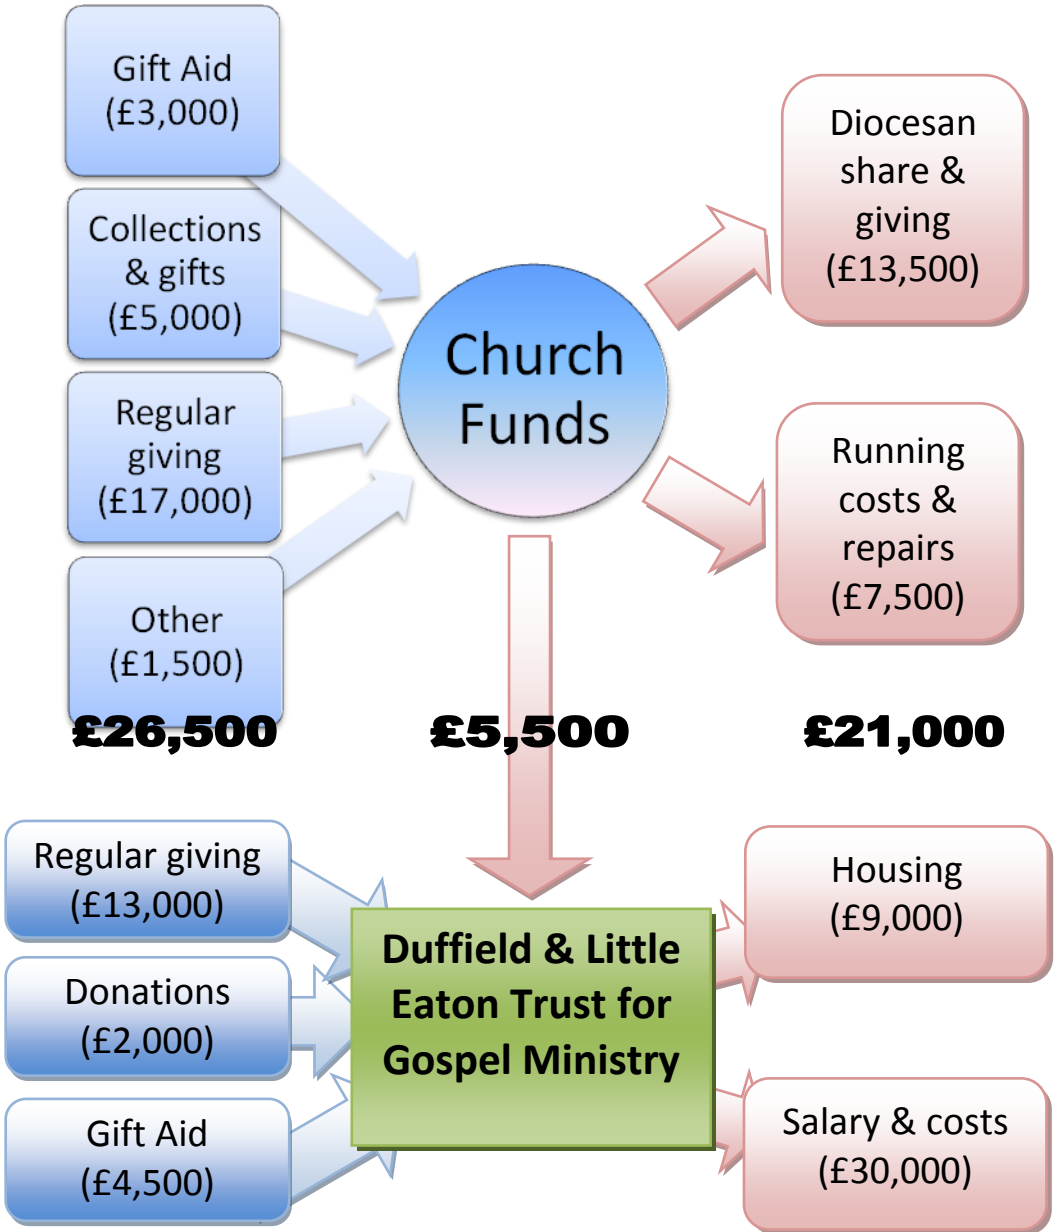 Gift Aid
(£3,000)
Collections
& gifts
(£5,000)
Regular
giving
(£17,000)
Other
(£1,500)
£26,500
Church
Funds
£5,500
Diocesan
share &
giving
(£13,500)
Running
costs &
repairs
(£7,500)
£21,000
Regular giving
(£13,000)
Donations
(£2,000)
Gift Aid
(£4,500)
Duffield & Little
Eaton Trust for
Gospel Ministry
Housing
(£9,000)
Salary & costs
(£30,000)